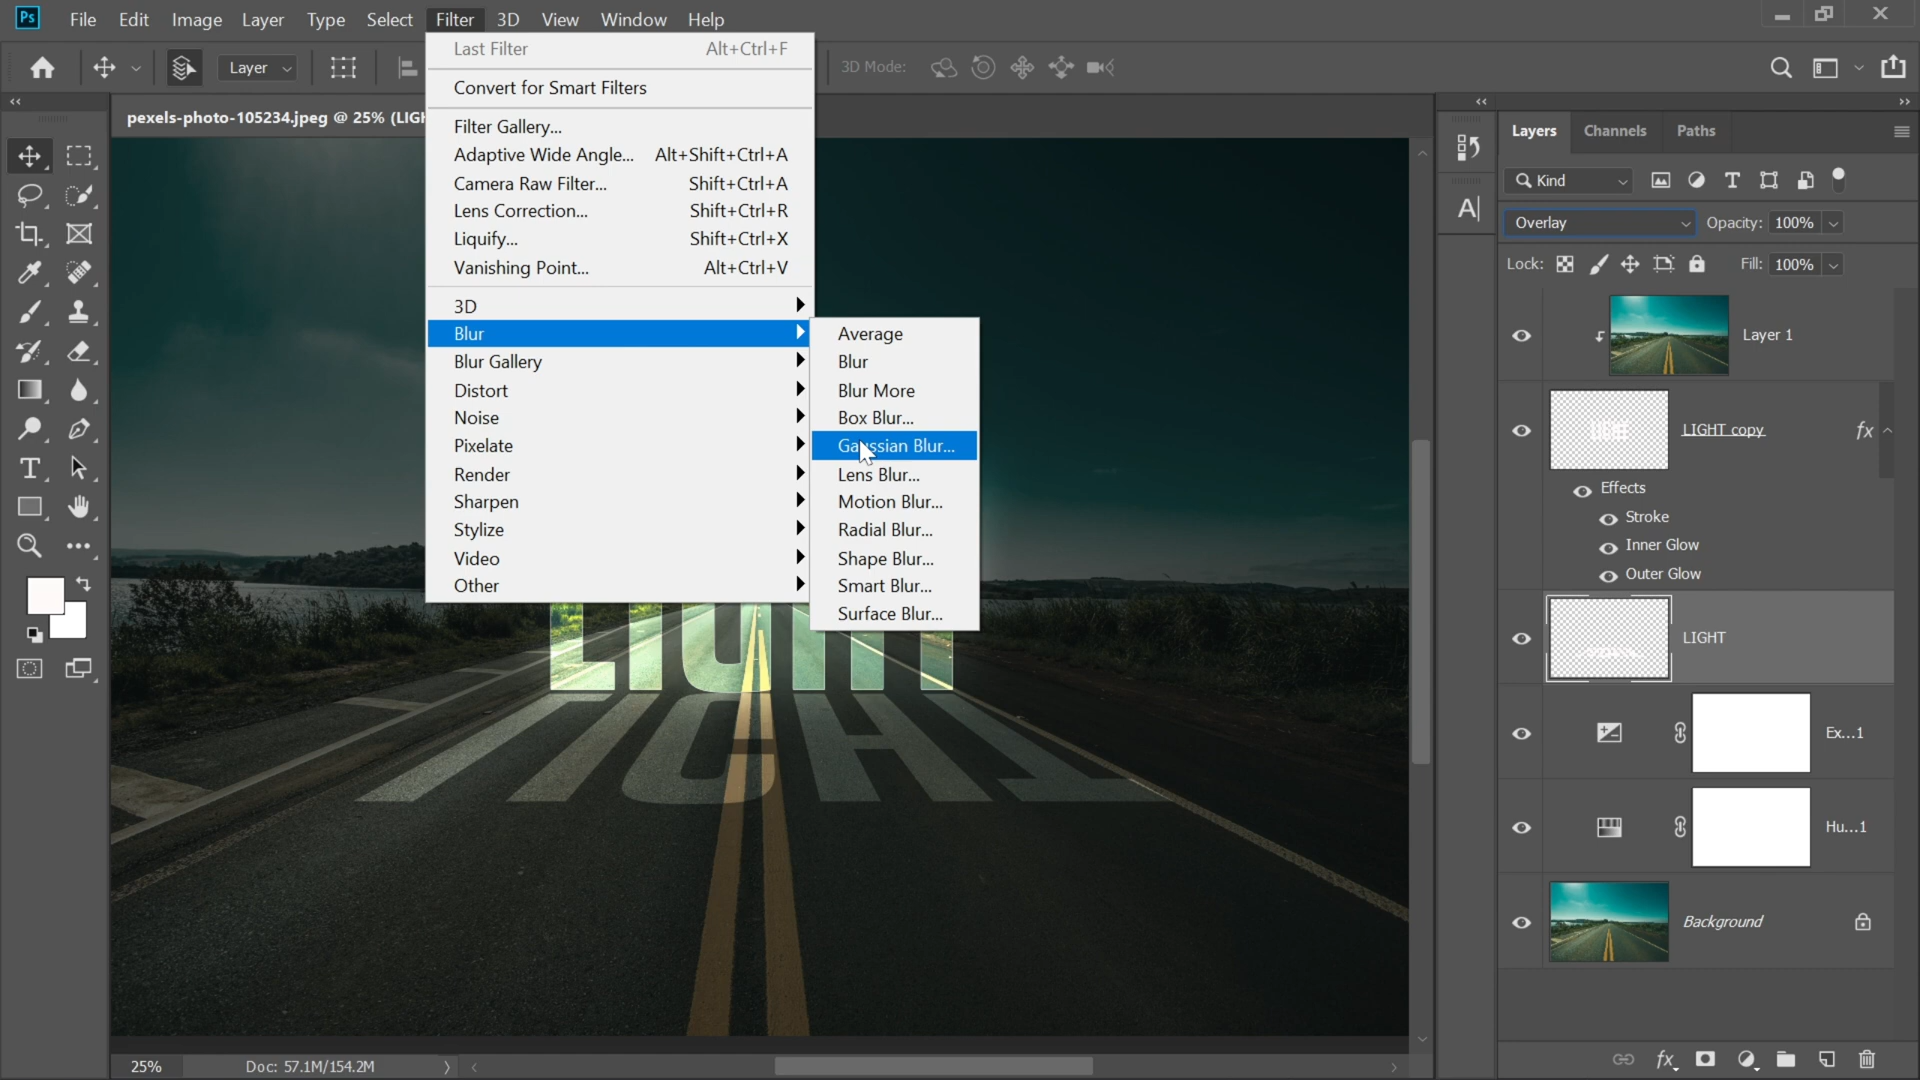 Ps File Edit Image Layer Type Select Filter 3D View Window Help
Layer 3D Mode:
pexels-photo-105234.jpeg @ 25% (LIGH
Last Filter Alt+Ctrl+F
Convert for Smart Filters
Filter Gallery...
Adaptive Wide Angle... Alt+Shift+Ctrl+A
Camera Raw Filter... Shift+Ctrl+A
Lens Correction... Shift+Ctrl+R
Liquify... Shift+Ctrl+X
Vanishing Point... Alt+Ctrl+V
3D
Blur
Blur Gallery
Distort
Noise
Pixelate
Render
Sharpen
Stylize
Video
Other
Average
Blur
Blur More
Box Blur...
Gaussian Blur...
Lens Blur...
Motion Blur...
Radial Blur...
Shape Blur...
Smart Blur...
Surface Blur...
LIGHT
LIGHT
Layers Channels Paths
Kind
Overlay Opacity: 100%
Lock: Fill: 100%
Layer 1
LIGHT
LIGHT copy fx
Effects
Stroke
Inner Glow
Outer Glow
LIGHT
Ex...1
Hu...1
Background
fx
25% Doc: 57.1M/154.2M